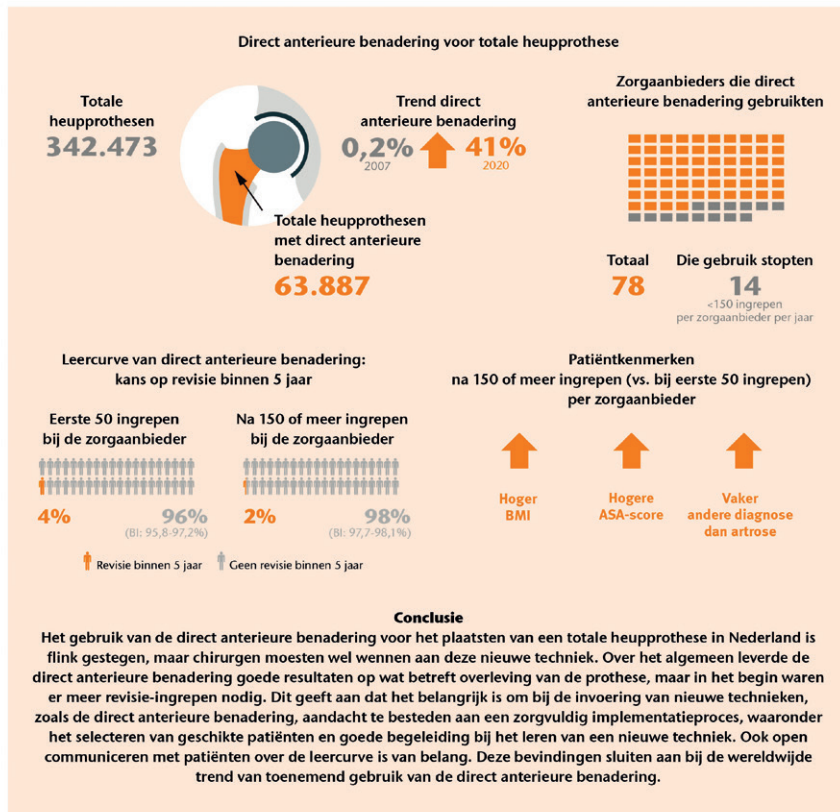 Direct anterieure benadering voor totale heupprothese
Totale
heupprothesen
342.473
Trend direct
anterieure benadering
0,2%
2007
41%
2020
Totale heupprothesen
met direct anterieure
benadering
63.887
Zorgaanbieders die direct
anterieure benadering gebruikten
Totaal
78
Die gebruik stopten
14
<150 ingrepen
per zorgaanbieder per jaar
Leercurve van direct anterieure benadering:
kans op revisie binnen 5 jaar
Eerste 50 ingrepen
bij de zorgaanbieder
4%
96%
(BI: 95,8-97,2%)
Na 150 of meer ingrepen
bij de zorgaanbieder
2%
98%
(BI: 97,7-98,1%)
Revisie binnen 5 jaar
Geen revisie binnen 5 jaar
Patiëntkenmerken
na 150 of meer ingrepen (vs. bij eerste 50 ingrepen)
per zorgaanbieder
Hoger
BMI
Hogere
ASA-score
Vaker
andere diagnose
dan artrose
Conclusie
Het gebruik van de direct anterieure benadering voor het plaatsten van een totale heupprothese in Nederland is
flink gestegen, maar chirurgen moesten wel wennen aan deze nieuwe techniek. Over het algemeen leverde de
direct anterieure benadering goede resultaten op wat betreft overleving van de prothese, maar in het begin waren
er meer revisie-ingrepen nodig. Dit geeft aan dat het belangrijk is om bij de invoering van nieuwe technieken,
zoals de direct anterieure benadering, aandacht te besteden aan een zorgvuldig implementatieproces, waaronder
het selecteren van geschikte patiënten en goede begeleiding bij het leren van een nieuwe techniek. Ook open
communiceren met patiënten over de leercurve is van belang. Deze bevindingen sluiten aan bij de wereldwijde
trend van toenemend gebruik van de direct anterieure benadering.